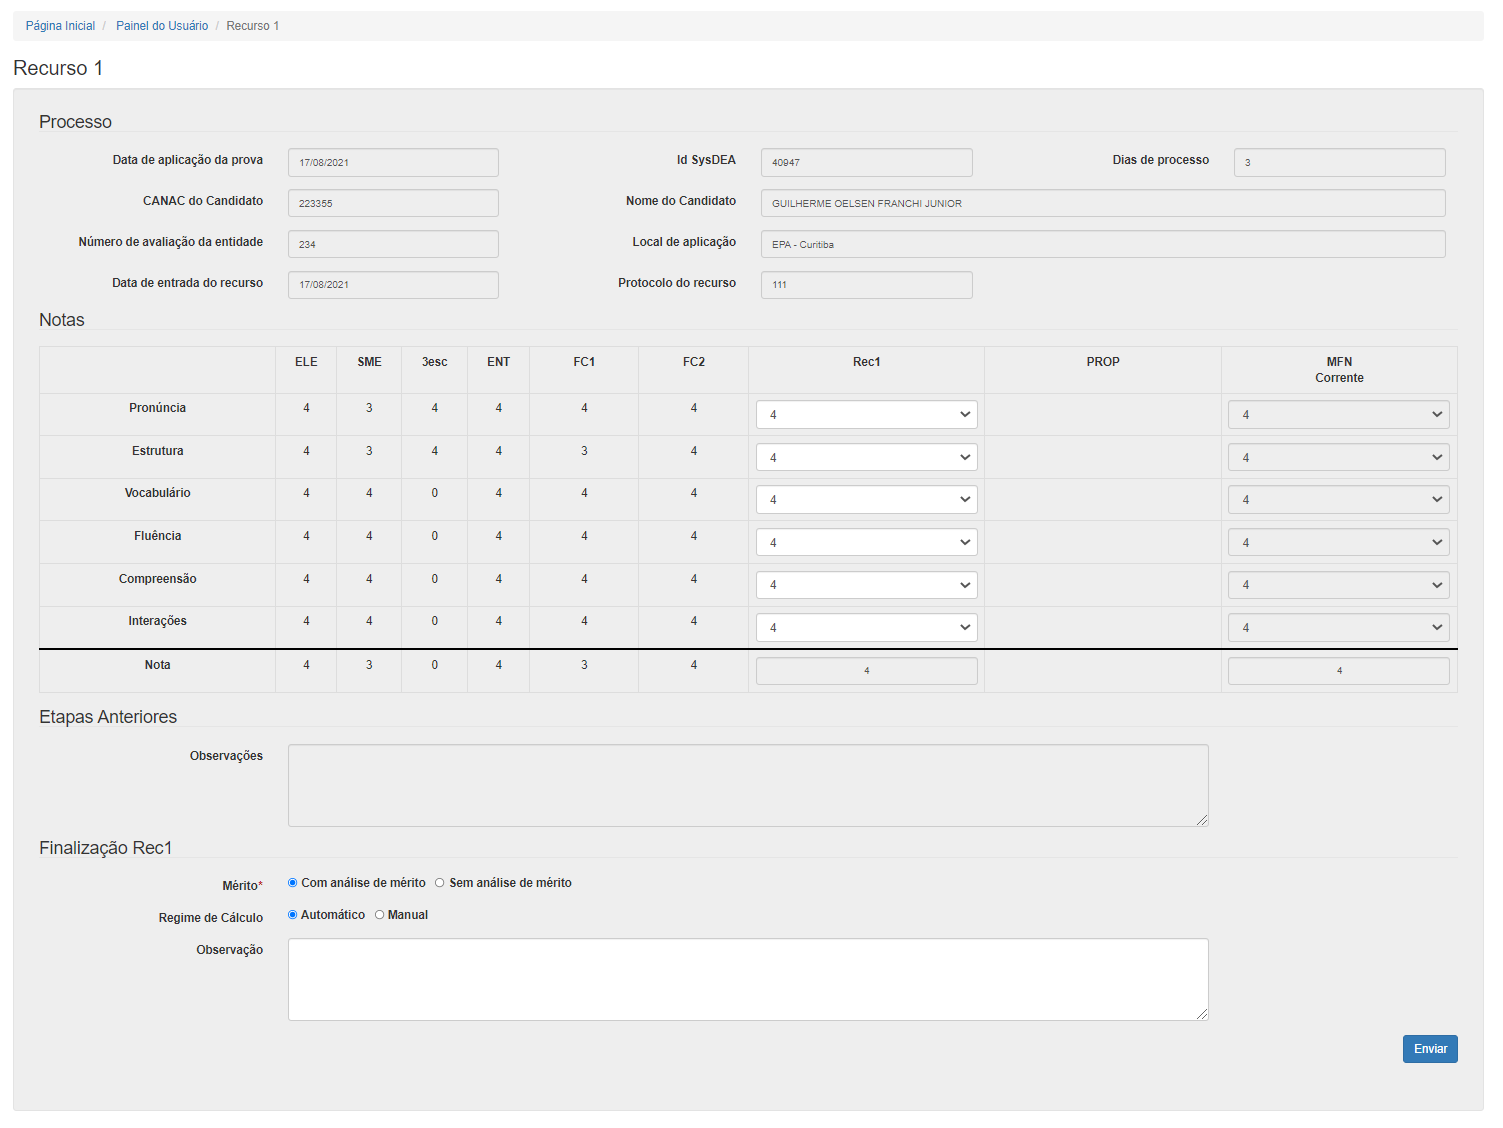 Página Inicial / Painel do Usuário / Recurso 1
Recurso 1
Processo
Data de aplicação da prova 17/08/2021 Id SysDEA 40947 Dias de processo 3
CANAC do Candidato 223355 Nome do Candidato GUILHERME OELSEN FRANCHI JUNIOR
Número de avaliação da entidade 234 Local de aplicação EPA - Curitiba
Data de entrada do recurso 17/08/2021 Protocolo do recurso 111
Notas
ELE SME 3esc ENT FC1 FC2 Rec1 PROP MFN
Corrente
Pronúncia 4 3 4 4 4 4 4 4
Estrutura 4 3 4 4 3 4 4 4
Vocabulário 4 4 0 4 4 4 4 4
Fluência 4 4 0 4 4 4 4 4
Compreensão 4 4 0 4 4 4 4 4
Interações 4 4 0 4 4 4 4 4
Nota 4 3 0 4 3 4 4 4
Etapas Anteriores
Observações
Finalização Rec1
Mérito* Com análise de mérito Sem análise de mérito
Regime de Cálculo Automático Manual
Observação
Enviar